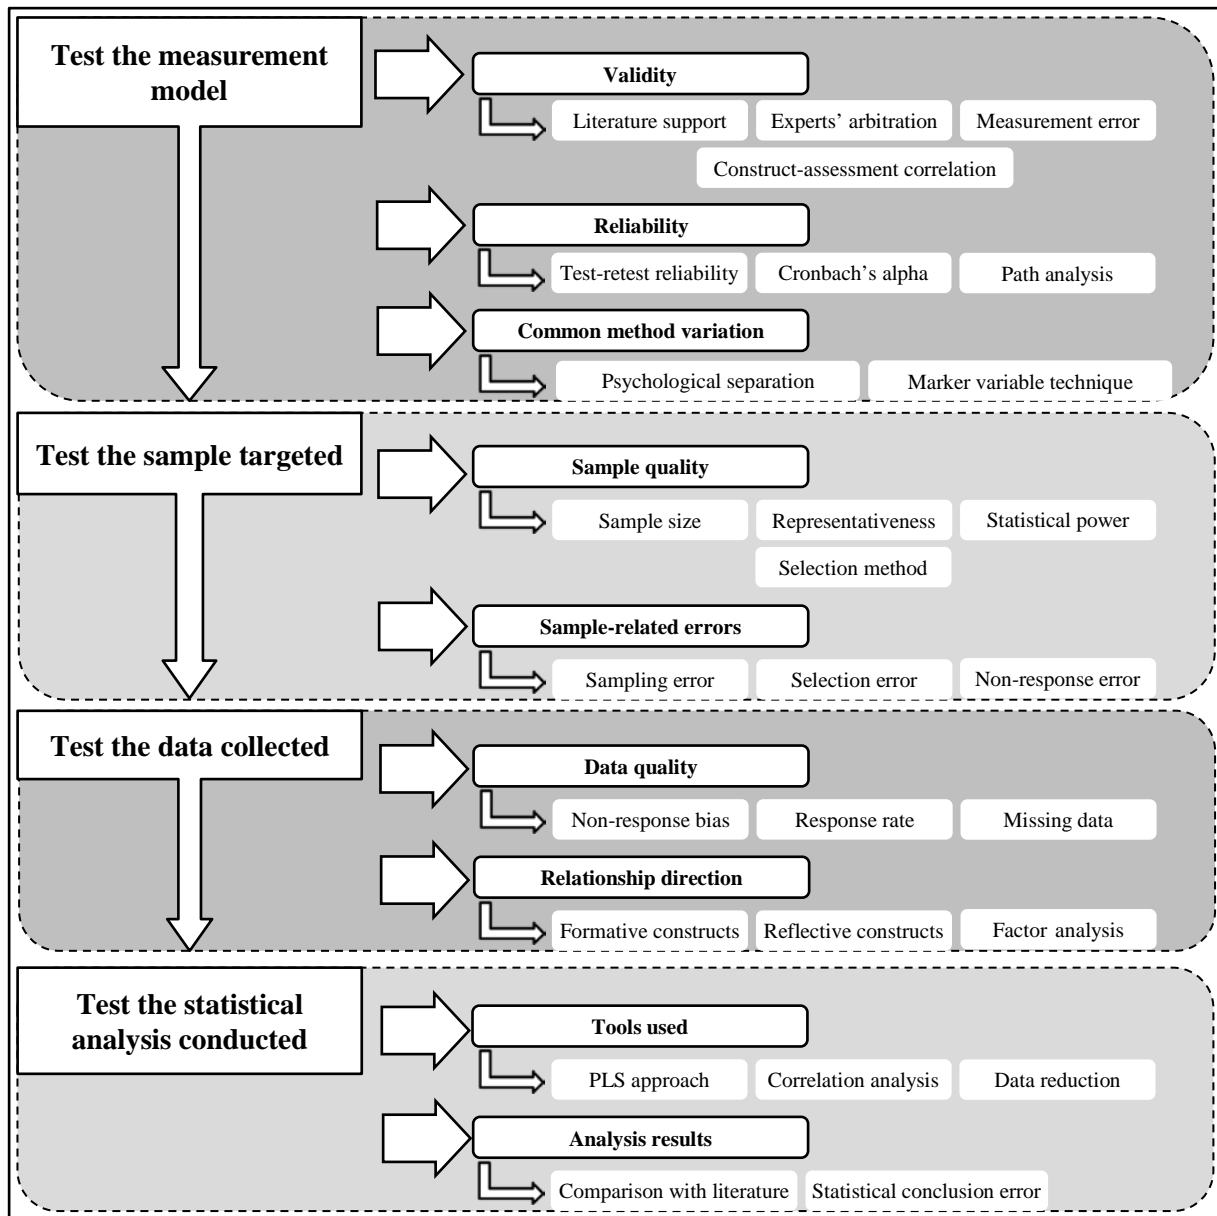 Test the measurement
model
Validity
Literature support
Experts’ arbitration
Measurement error
Construct-assessment correlation
Reliability
Test-retest reliability
Cronbach’s alpha
Path analysis
Common method variation
Psychological separation
Marker variable technique
Test the sample targeted
Sample quality
Sample size
Representativeness
Statistical power
Selection method
Sample-related errors
Sampling error
Selection error
Non-response error
Test the data collected
Data quality
Non-response bias
Response rate
Missing data
Relationship direction
Formative constructs
Reflective constructs
Factor analysis
Test the statistical
analysis conducted
Tools used
PLS approach
Correlation analysis
Data reduction
Analysis results
Comparison with literature
Statistical conclusion error